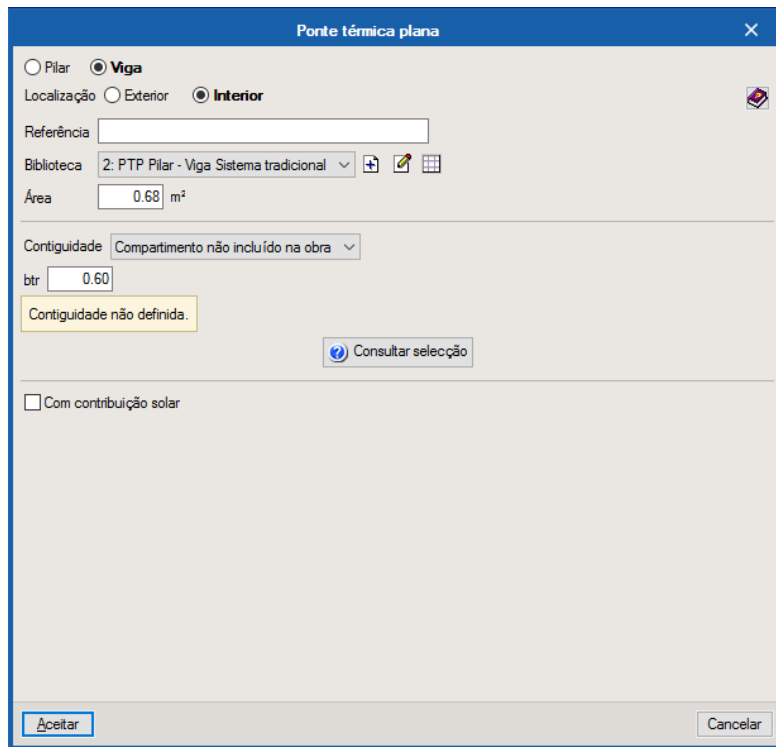 Ponte térmica plana
Pilar Viga
Localização Exterior Interior
Referência
Biblioteca 2: PTP Pilar - Viga Sistema tradicional
Área 0.68 m²
Contiguidade Compartimento não incluído na obra
btr 0.60
Contiguidade não definida.
Consultar selecção
Com contribuição solar
Aceitar Cancelar